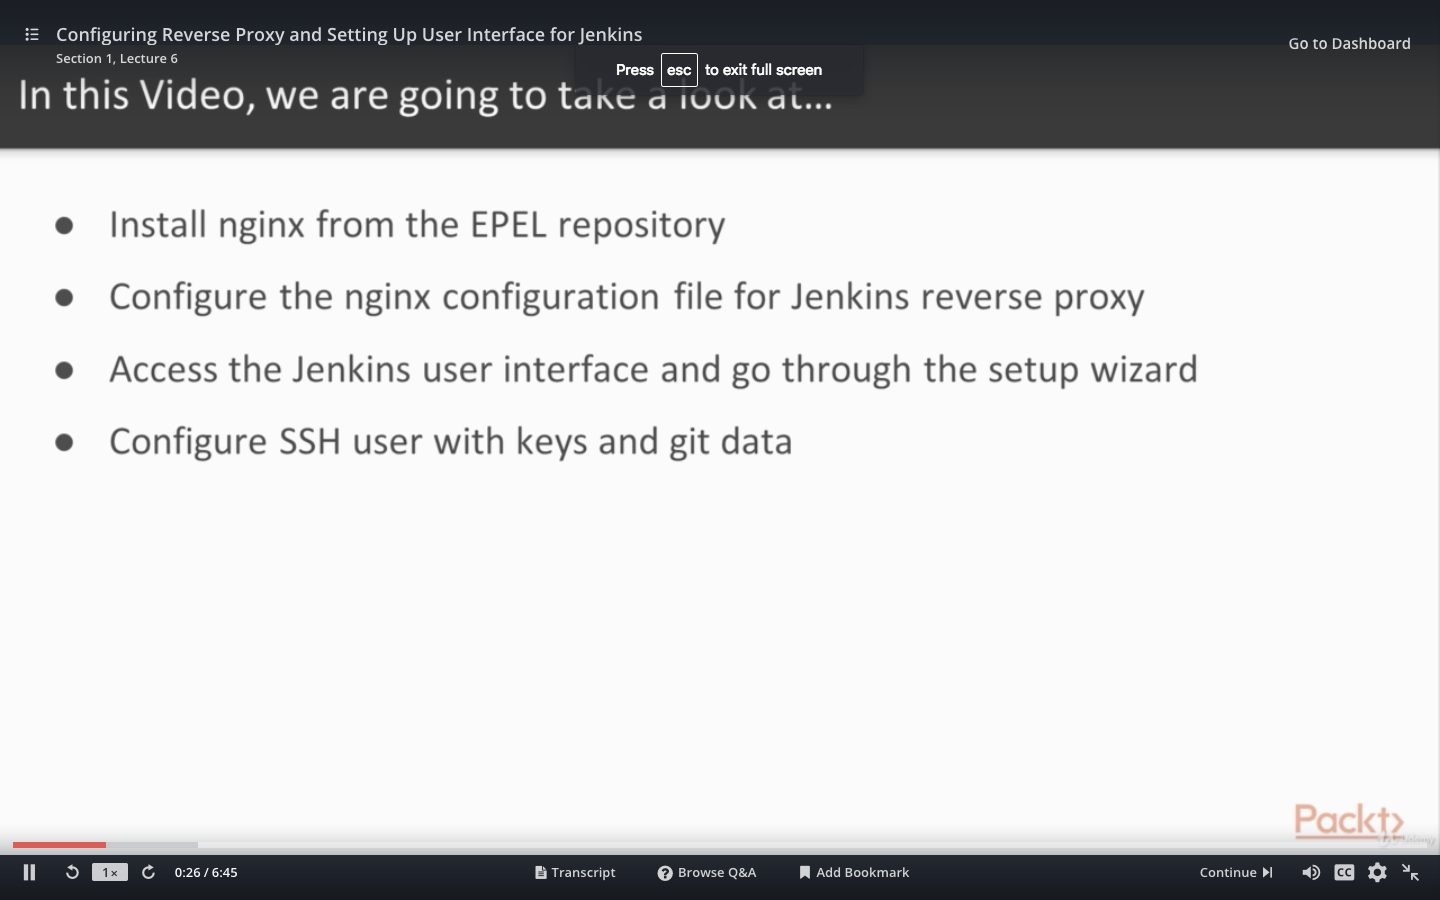 Configuring Reverse Proxy and Setting Up User Interface for Jenkins
Section 1, Lecture 6
Go to Dashboard
Press esc to exit full screen
In this Video, we are going to take a look at...
● Install nginx from the EPEL repository
● Configure the nginx configuration file for Jenkins reverse proxy
● Access the Jenkins user interface and go through the setup wizard
● Configure SSH user with keys and git data
Packt>
1x
0:26 / 6:45
Transcript
? Browse Q&A
Add Bookmark
Continue
CC